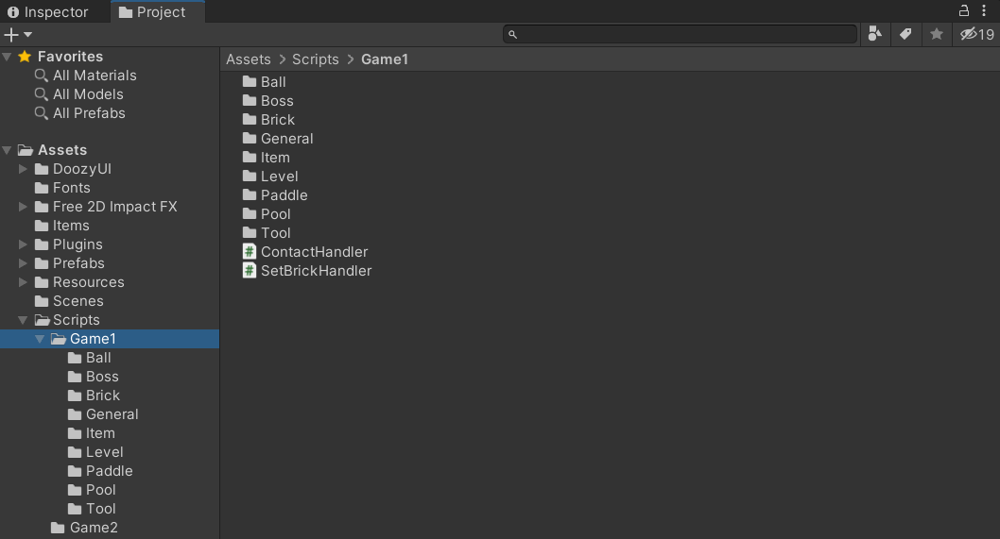 Inspector
Project
19
Favorites
All Materials
All Models
All Prefabs
Assets
DoozyUI
Fonts
Free 2D Impact FX
Items
Plugins
Prefabs
Resources
Scenes
Scripts
Game1
Ball
Boss
Brick
General
Item
Level
Paddle
Pool
Tool
Game2
Assets > Scripts > Game1
Ball
Boss
Brick
General
Item
Level
Paddle
Pool
Tool
# ContactHandler
# SetBrickHandler